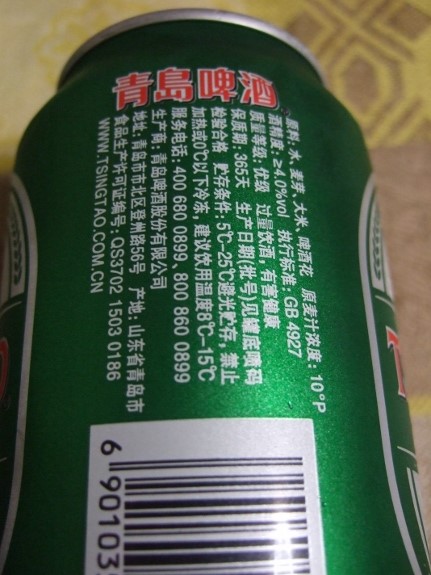 青岛啤酒
原料: 水, 麦芽, 大米, 啤酒花 原麦汁浓度: 10°P
酒精度: ≥4.0%vol 执行标准: GB 4927
质量等级: 优级 过量饮酒, 有害健康
保质期: 365天 生产日期(批号)见罐底喷码
检验合格 贮存条件: 5℃-25℃避光贮存, 禁止
加热或0℃以下冷冻, 建议饮用温度8℃-15℃
服务电话: 400 680 0899、800 860 0899
生产商: 青岛啤酒股份有限公司
地址: 青岛市市北区登州路56号 产地: 山东省青岛市
食品生产许可证编号: QS3702 1503 0186
WWW.TSINGTAO.COM.CN
6 90103